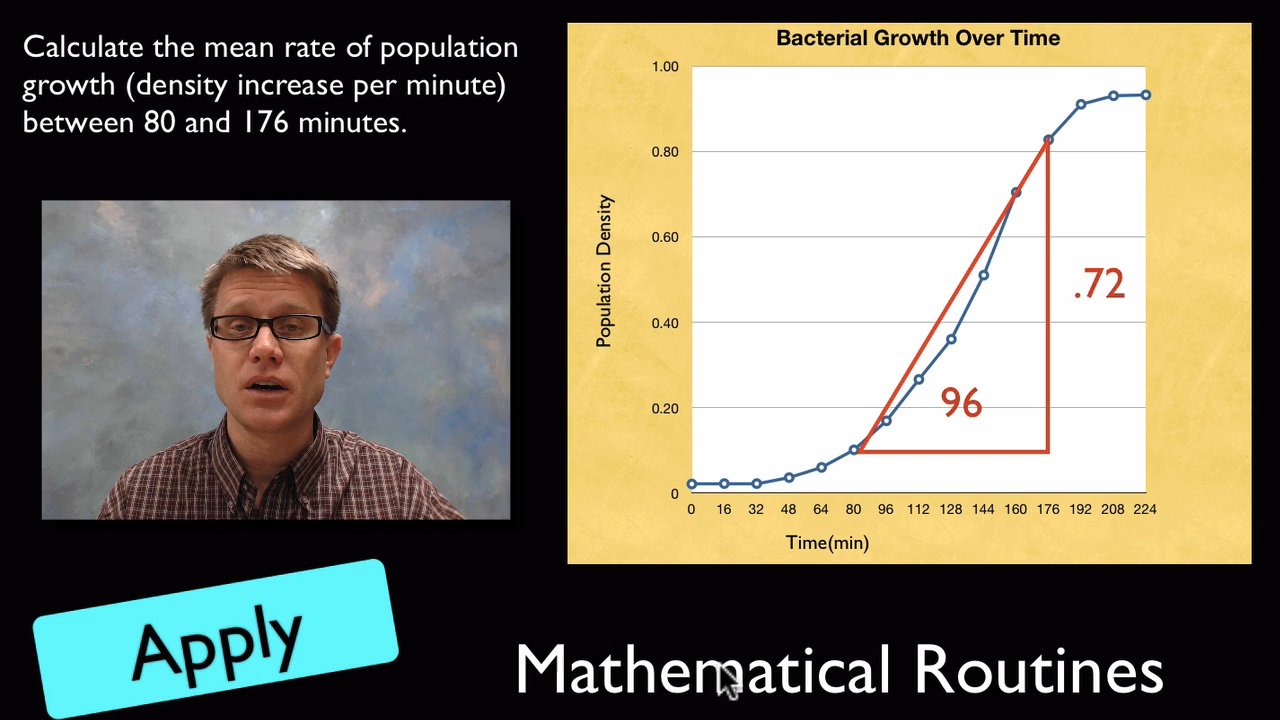 Calculate the mean rate of population
growth (density increase per minute)
between 80 and 176 minutes.
Bacterial Growth Over Time
1.00
0.80
0.60
0.40
0.20
0
Population Density
.72
96
0 16 32 48 64 80 96 112 128 144 160 176 192 208 224
Time(min)
Apply
Mathematical Routines